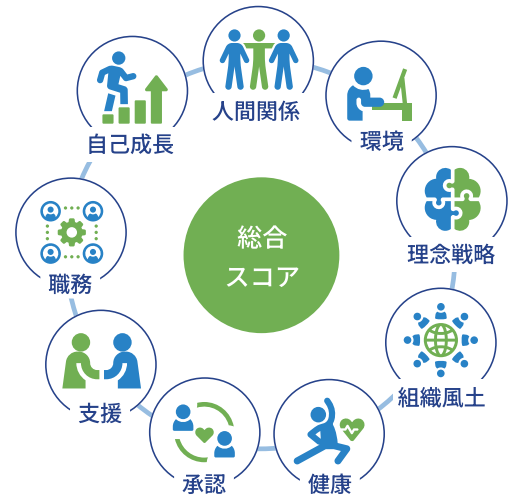 人間関係
環境
理念戦略
組織風土
健康
承認
支援
職務
自己成長
総合
スコア